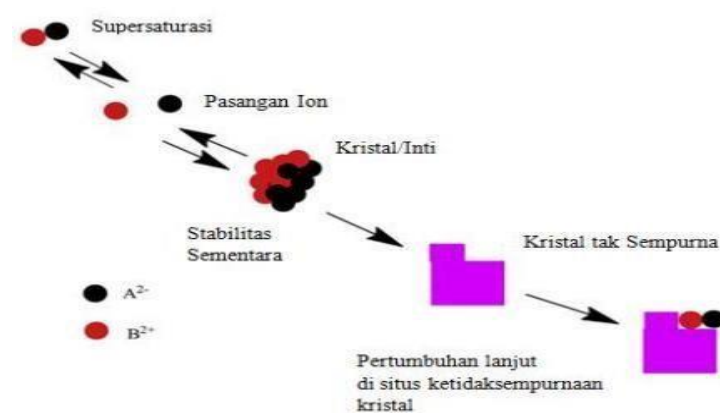 Supersaturasi
Pasangan Ion
Kristal/Inti
Stabilitas
Sementara
Kristal tak Sempurna
A²⁻
B²⁺
Pertumbuhan lanjut
di situs ketidaksempurnaan
kristal